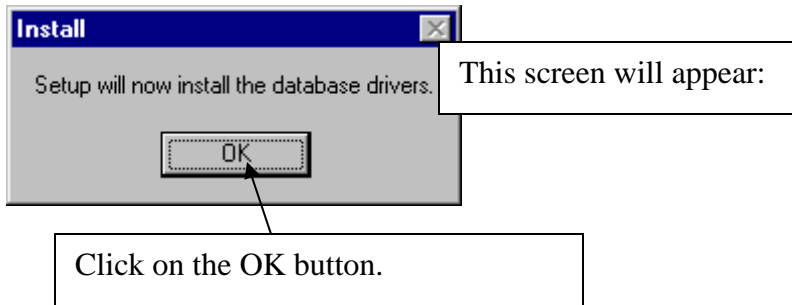 Install
Setup will now install the database drivers.
This screen will appear:
OK
Click on the OK button.